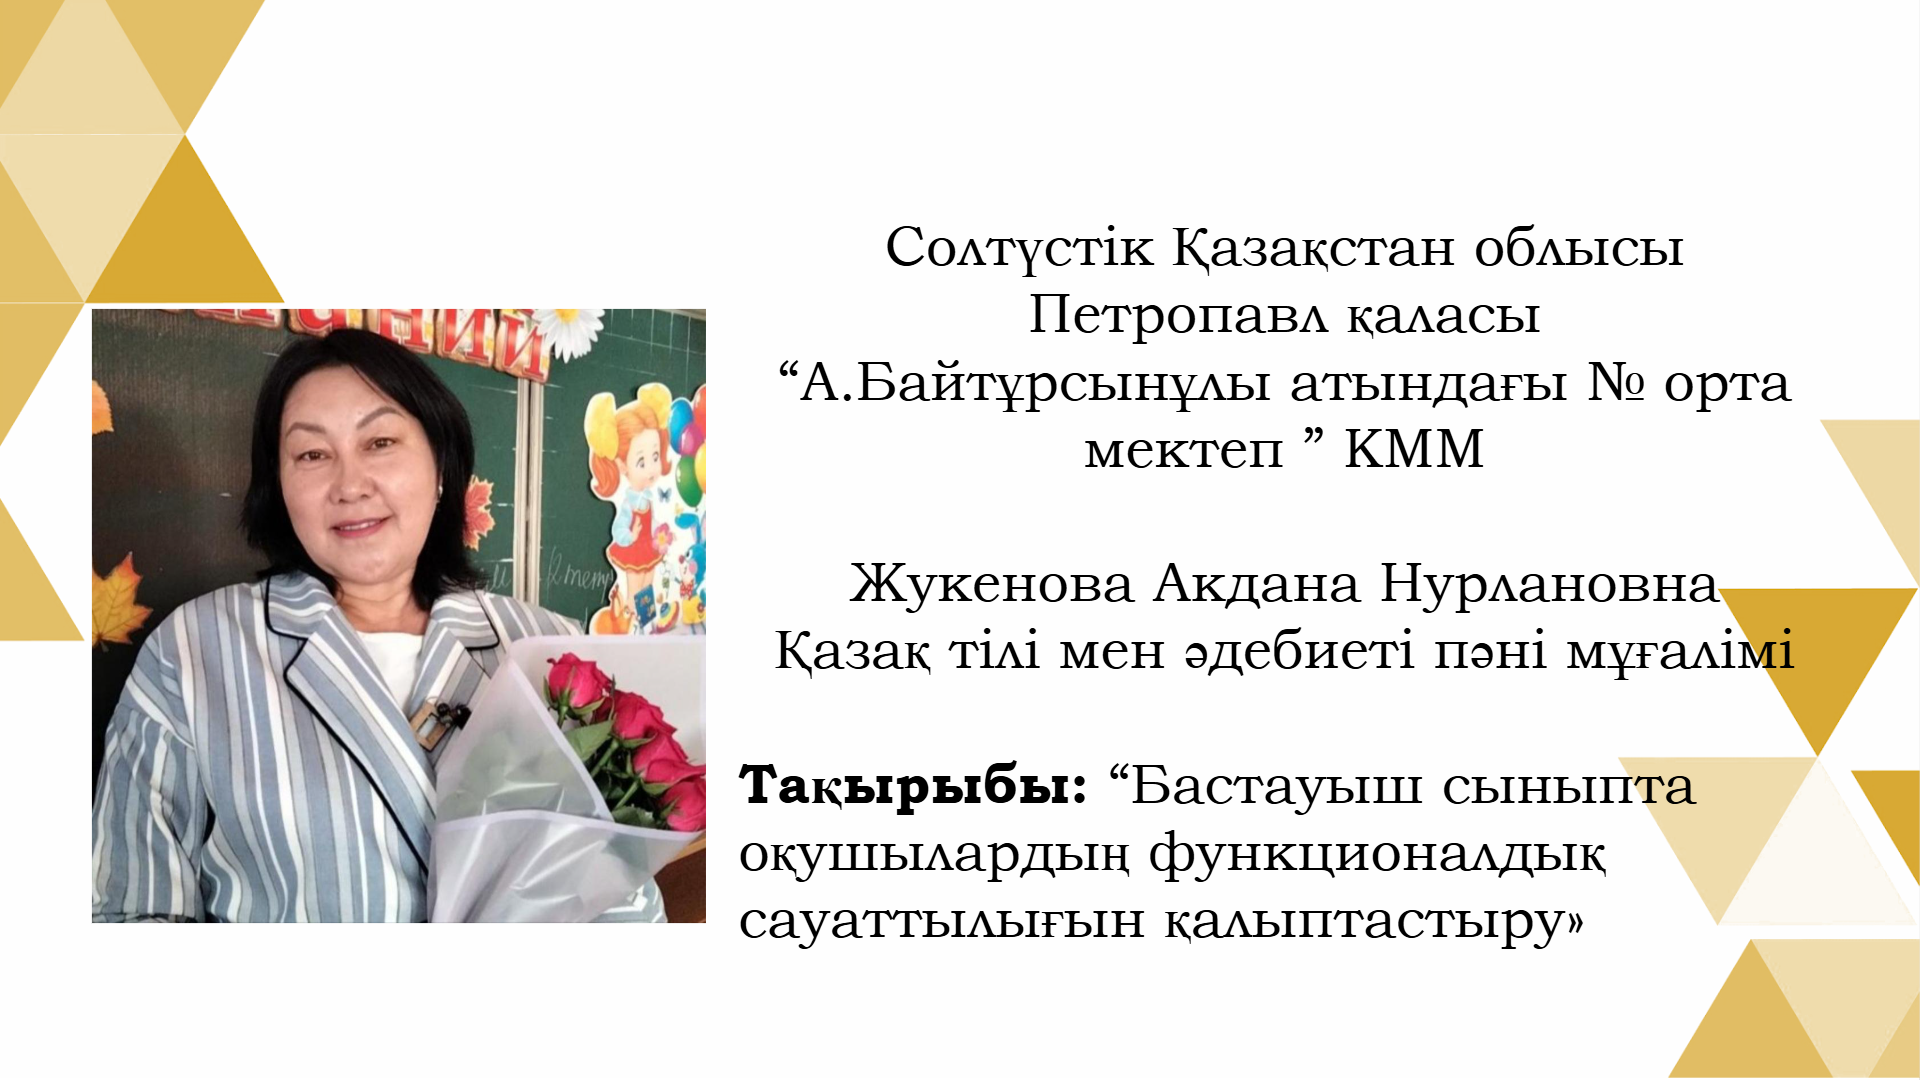 Солтүстік Қазақстан облысы
Петропавл қаласы
“А.Байтұрсынұлы атындағы № орта
мектеп ” КММ
Жукенова Акдана Нурлановна
Қазақ тілі мен әдебиеті пәні мұғалімі
Тақырыбы: “Бастауыш сыныпта
оқушылардың функционалдық
сауаттылығын қалыптастыру»